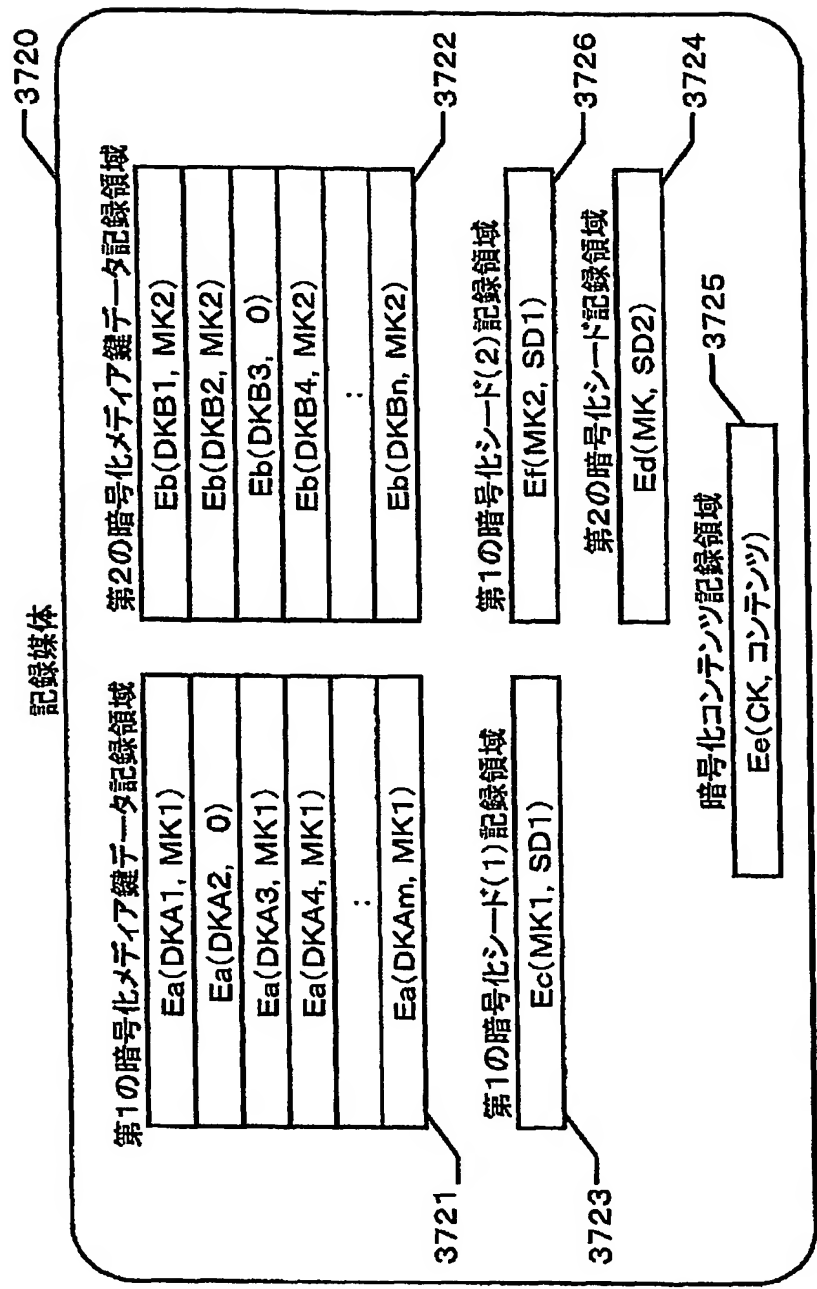 記録媒体
3720
第1の暗号化メディア鍵データ記録領域
Ea(DKA1, MK1)
Ea(DKA2, 0)
Ea(DKA3, MK1)
Ea(DKA4, MK1)
:
Ea(DKAm, MK1)
3721
第2の暗号化メディア鍵データ記録領域
Eb(DKB1, MK2)
Eb(DKB2, MK2)
Eb(DKB3, 0)
Eb(DKB4, MK2)
:
Eb(DKBn, MK2)
3722
第1の暗号化シード(1)記録領域
Ec(MK1, SD1)
3723
第1の暗号化シード(2)記録領域
Ef(MK2, SD1)
3726
第2の暗号化シード記録領域
Ed(MK, SD2)
3724
暗号化コンテンツ記録領域
Ee(CK, コンテンツ)
3725